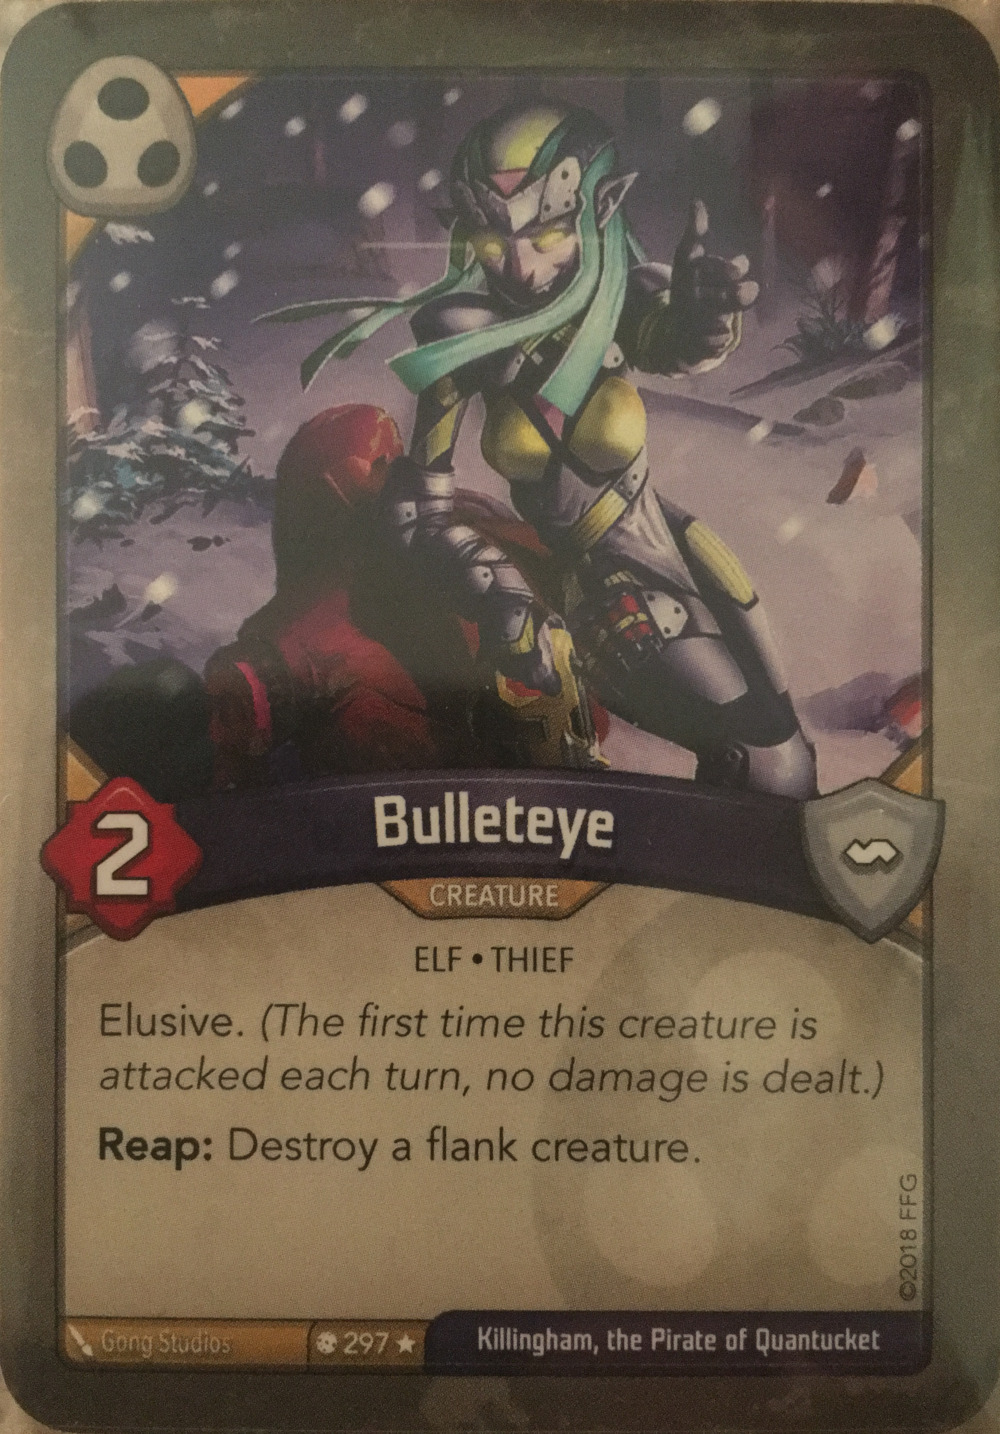 2
Bulleteye
CREATURE
ELF • THIEF
Elusive. (The first time this creature is
attacked each turn, no damage is dealt.)
Reap: Destroy a flank creature.
©2018 FFG
Gong Studios
297 ★
Killingham, the Pirate of Quantucket